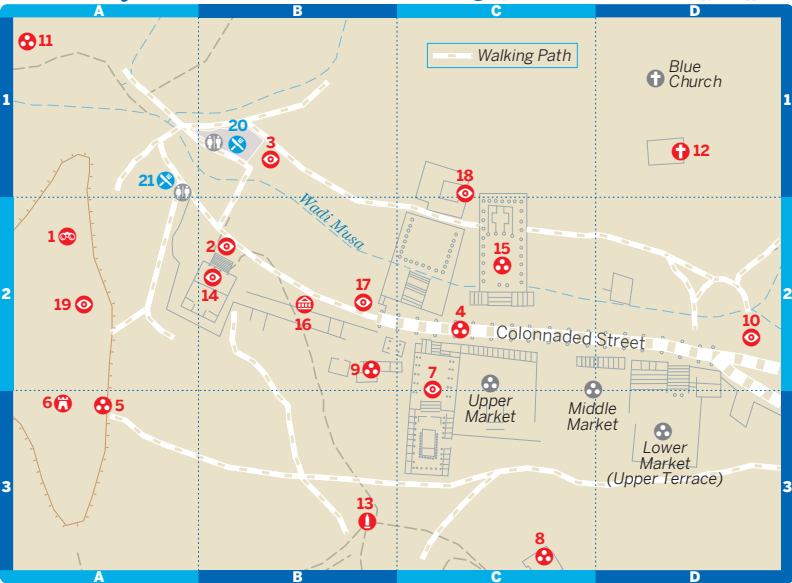 A B C D
11
Walking Path
Blue
Church
1 1
20
3
12
18
21
Wadi Musa
1
2
15
14
17
2 2
19
16
4
10
Colonnaded Street
9
7
Upper
Market
Middle
Market
6 5
Lower
Market
(Upper Terrace)
3 3
13
8
A B C D